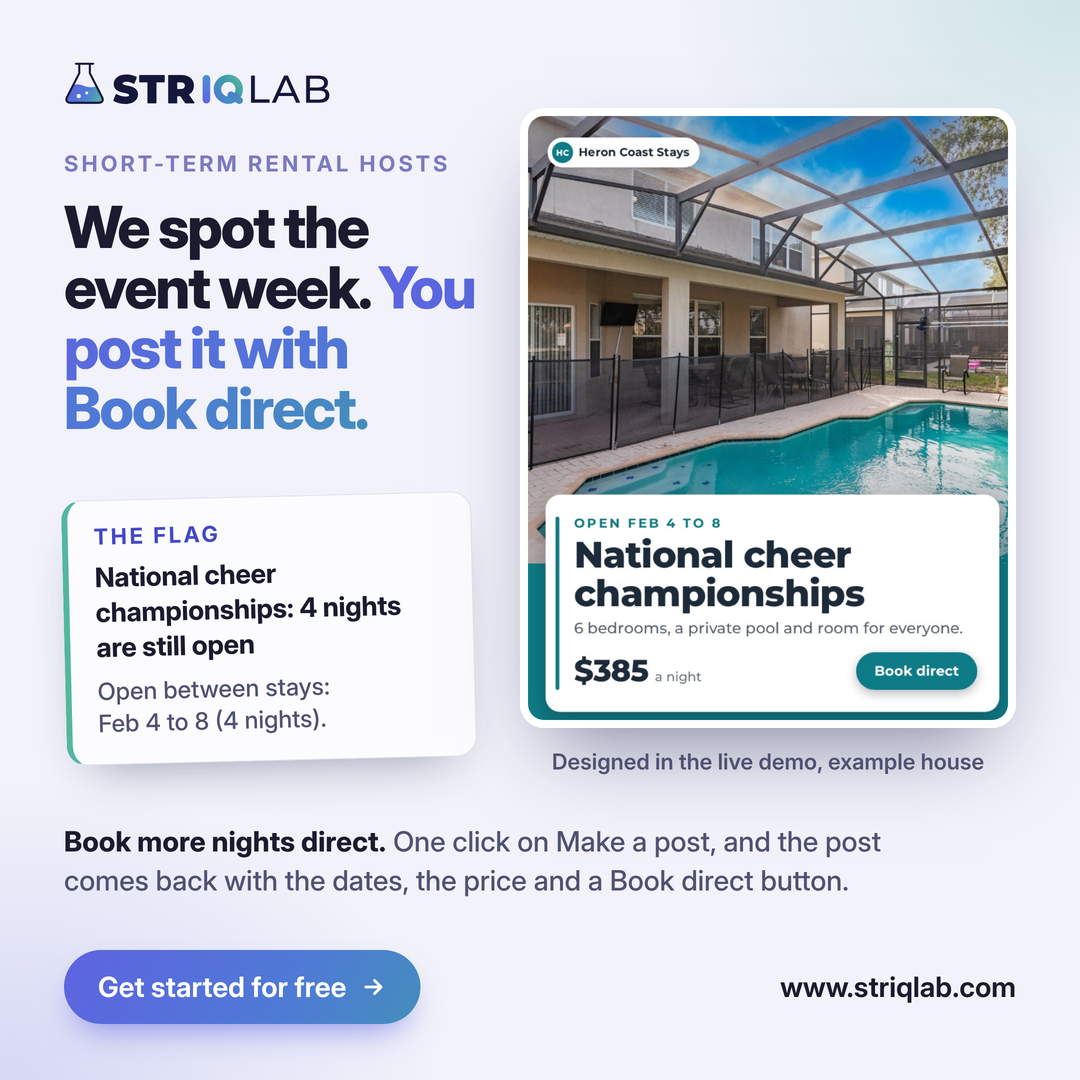 STR IQ LAB
SHORT-TERM RENTAL HOSTS
We spot the
event week. You
post it with
Book direct.
THE FLAG
National cheer
championships: 4 nights
are still open
Open between stays:
Feb 4 to 8 (4 nights).
HC Heron Coast Stays
OPEN FEB 4 TO 8
National cheer
championships
6 bedrooms, a private pool and room for everyone.
$385 a night
Book direct
Designed in the live demo, example house
Book more nights direct. One click on Make a post, and the post
comes back with the dates, the price and a Book direct button.
Get started for free →
www.striqlab.com